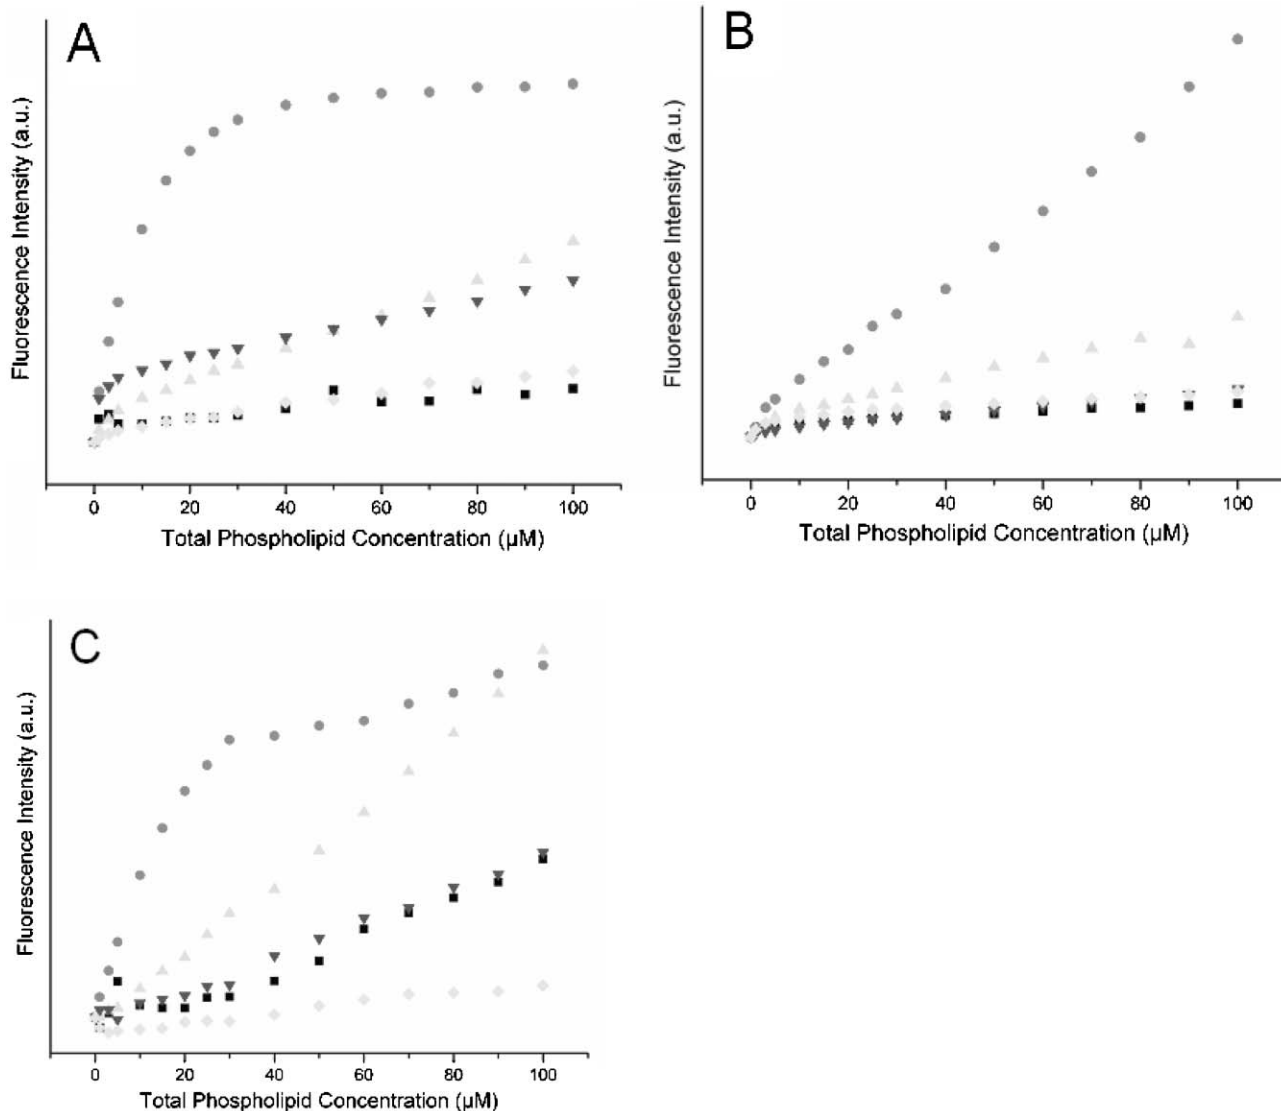 A
Fluorescence Intensity (a.u.)
0 20 40 60 80 100
Total Phospholipid Concentration (µM)
B
Fluorescence Intensity (a.u.)
0 20 40 60 80 100
Total Phospholipid Concentration (µM)
C
Fluorescence Intensity (a.u.)
0 20 40 60 80 100
Total Phospholipid Concentration (µM)